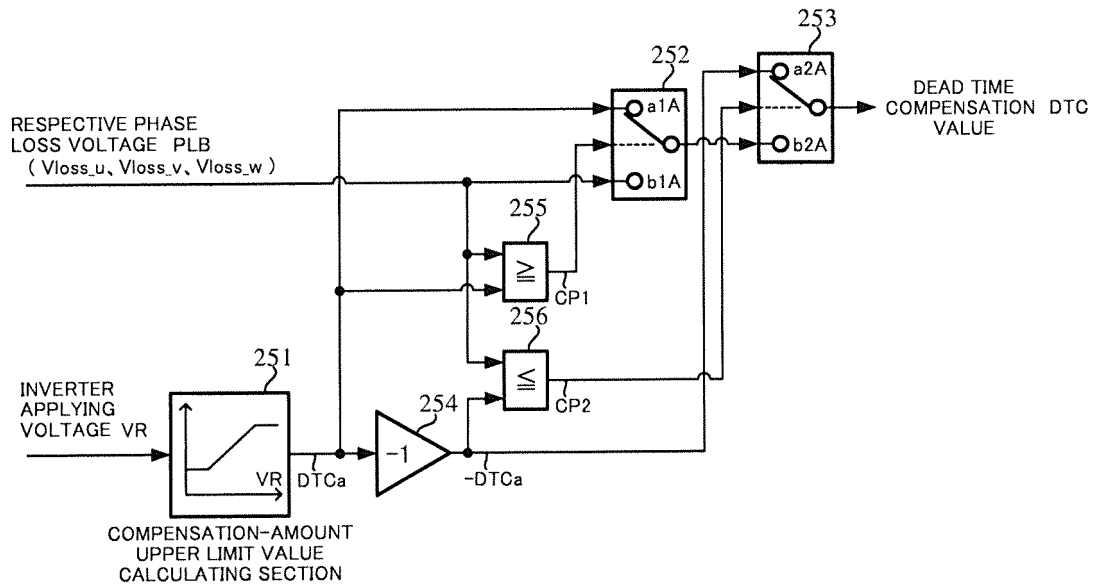 253
252
a2A
DEAD TIME
COMPENSATION DTC
VALUE
a1A
RESPECTIVE PHASE
LOSS VOLTAGE PLB
( Vloss_u、Vloss_v、Vloss_w )
b2A
b1A
255
≧
CP1
256
≦
CP2
251
INVERTER
APPLYING
VOLTAGE VR
254
-1
VR
DTCa
-DTCa
COMPENSATION-AMOUNT
UPPER LIMIT VALUE
CALCULATING SECTION